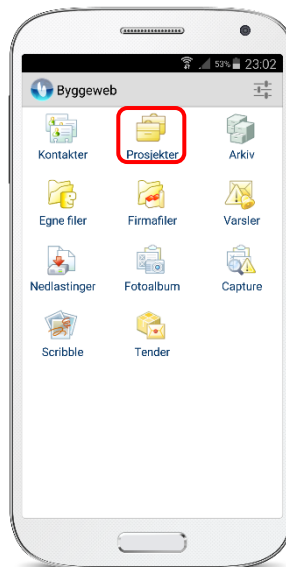 53% 23:02
Byggeweb
Kontakter Prosjekter Arkiv
Egne filer Firmafiler Varsler
Nedlastinger Fotoalbum Capture
Scribble Tender